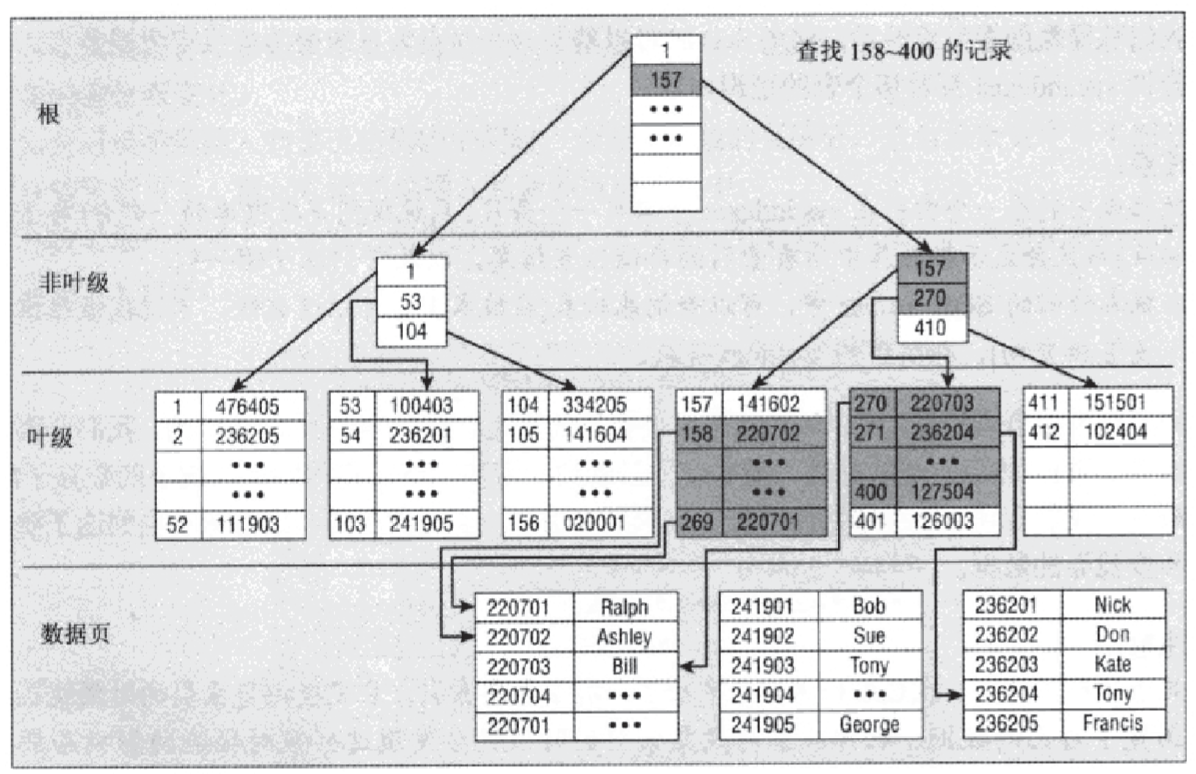 查找 158~400 的记录
1
157
•••
•••
根
非叶级
1
53
104
157
270
410
叶级
1 476405
2 236205
•••
•••
52 111903
53 100403
54 236201
•••
•••
103 241905
104 334205
105 141604
•••
•••
156 020001
157 141602
158 220702
•••
•••
269 220701
270 220703
271 236204
•••
400 127504
401 126003
411 151501
412 102404
数据页
220701 Ralph
220702 Ashley
220703 Bill
220704 •••
220701 •••
241901 Bob
241902 Sue
241903 Tony
241904 •••
241905 George
236201 Nick
236202 Don
236203 Kate
236204 Tony
236205 Francis